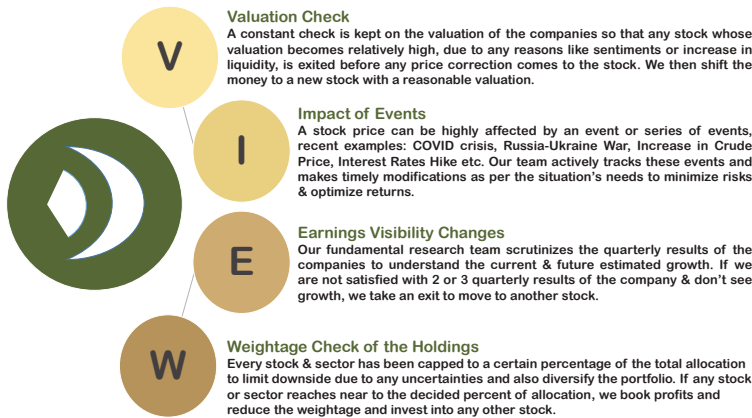 V
Valuation Check
A constant check is kept on the valuation of the companies so that any stock whose
valuation becomes relatively high, due to any reasons like sentiments or increase in
liquidity, is exited before any price correction comes to the stock. We then shift the
money to a new stock with a reasonable valuation.
I
Impact of Events
A stock price can be highly affected by an event or series of events,
recent examples: COVID crisis, Russia-Ukraine War, Increase in Crude
Price, Interest Rates Hike etc. Our team actively tracks these events and
makes timely modifications as per the situation's needs to minimize risks
& optimize returns.
E
Earnings Visibility Changes
Our fundamental research team scrutinizes the quarterly results of the
companies to understand the current & future estimated growth. If we
are not satisfied with 2 or 3 quarterly results of the company & don't see
growth, we take an exit to move to another stock.
W
Weightage Check of the Holdings
Every stock & sector has been capped to a certain percentage of the total allocation
to limit downside due to any uncertainties and also diversify the portfolio. If any stock
or sector reaches near to the decided percent of allocation, we book profits and
reduce the weightage and invest into any other stock.